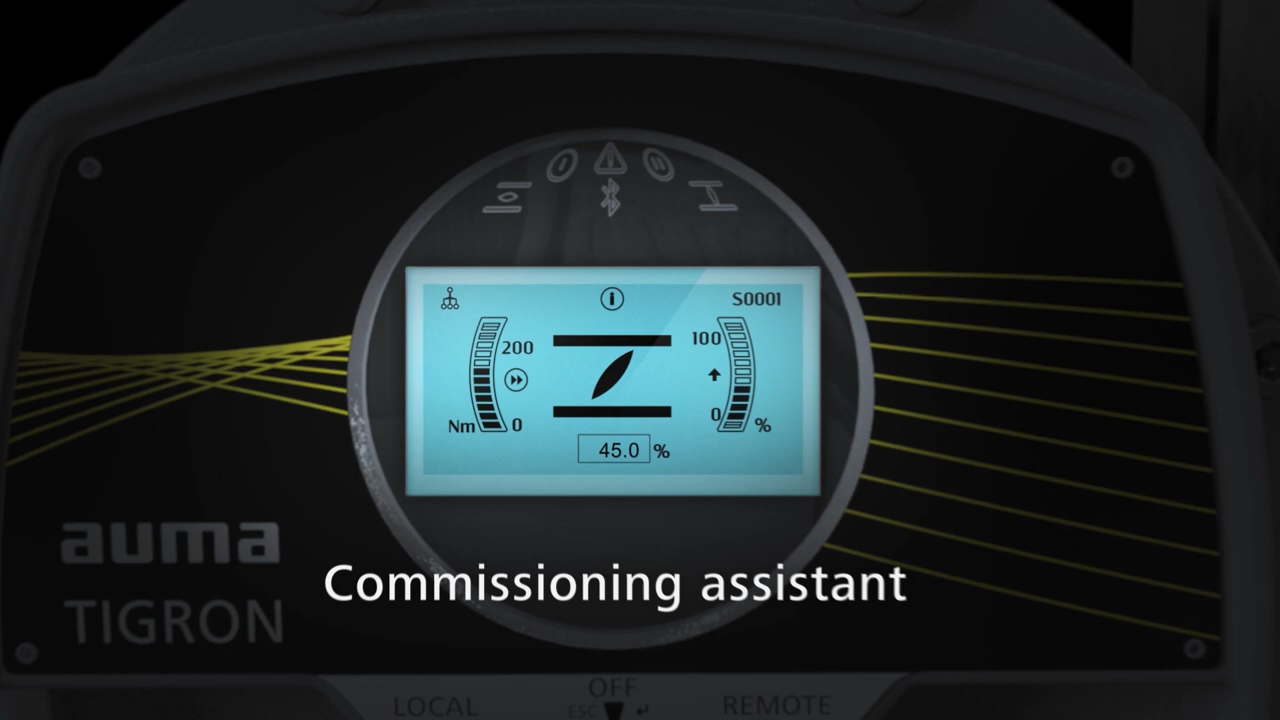 S0001
200
100
Nm
0
0
%
45.0 %
auma
Commissioning assistant
TIGRON
OFF
LOCAL
ESC
REMOTE